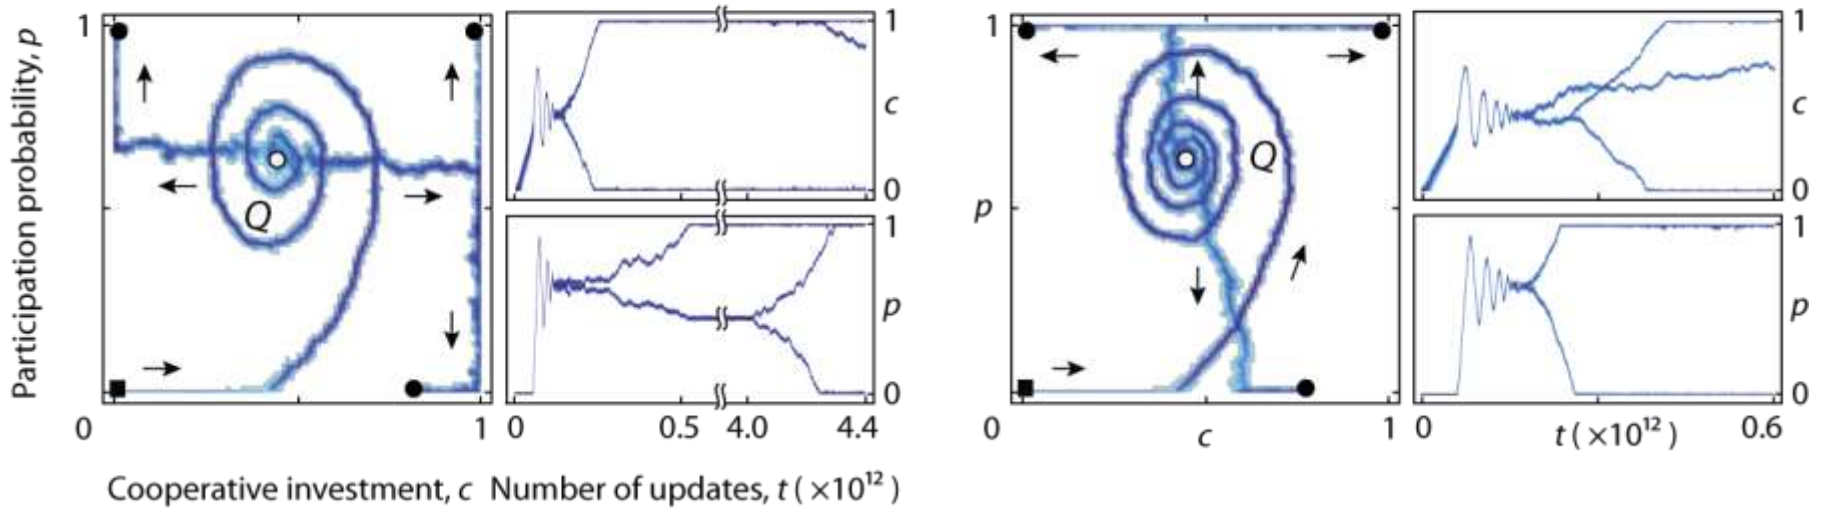 Participation probability, p
1
Q
0
1
Cooperative investment, c
1
c
0
1
p
0
0
0.5
4.0
4.4
Number of updates, t ( ×10¹²)
1
p
Q
0
c
1
1
c
0
1
p
0
0
t ( ×10¹²)
0.6